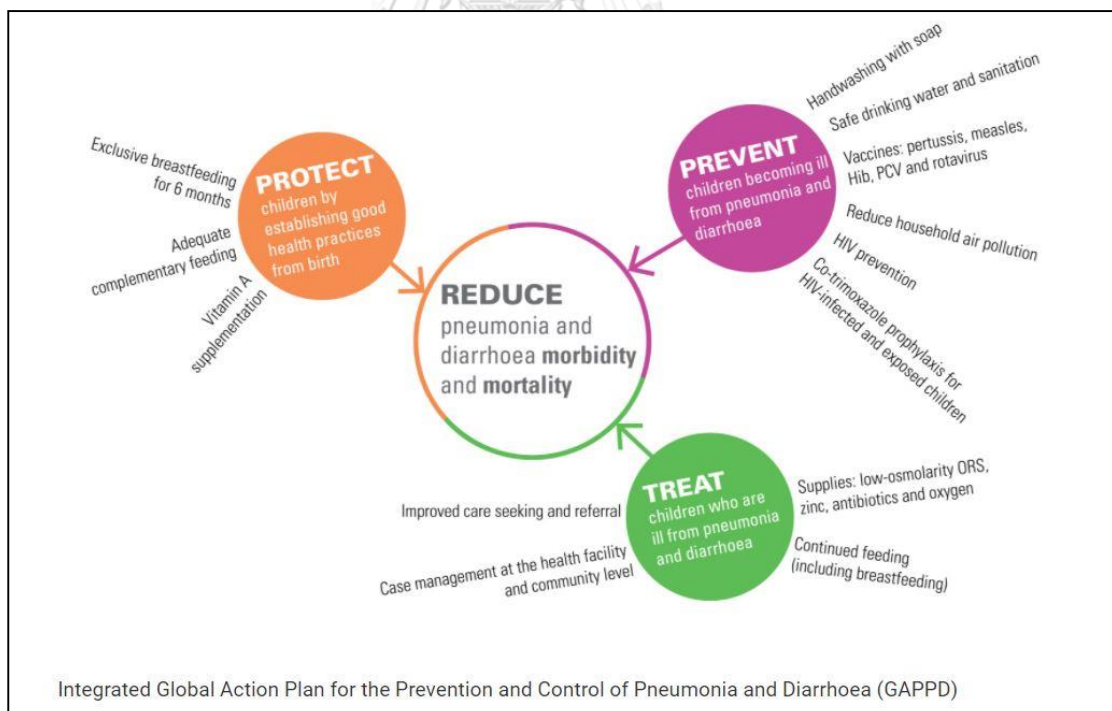 PROTECT
children by
establishing good
health practices
from birth
Exclusive breastfeeding
for 6 months
Adequate
complementary feeding
Vitamin A
supplementation
PREVENT
children becoming ill
from pneumonia and
diarrhoea
Handwashing with soap
Safe drinking water and sanitation
Vaccines: pertussis, measles,
Hib, PCV and rotavirus
Reduce household air pollution
HIV prevention
Co-trimoxazole prophylaxis for
HIV-infected and exposed children
REDUCE
pneumonia and
diarrhoea morbidity
and mortality
TREAT
children who are
ill from pneumonia
and diarrhoea
Improved care seeking and referral
Case management at the health facility
and community level
Supplies: low-osmolarity ORS,
zinc, antibiotics and oxygen
Continued feeding
(including breastfeeding)
Integrated Global Action Plan for the Prevention and Control of Pneumonia and Diarrhoea (GAPPD)